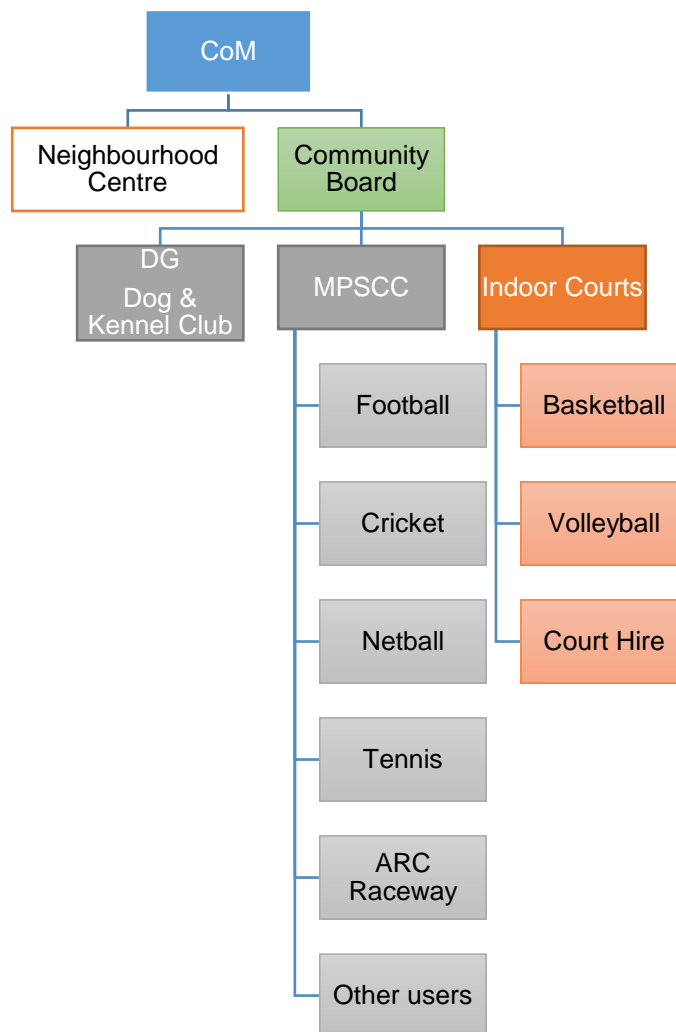 CoM
Neighbourhood
Centre
Community
Board
DG
Dog &
Kennel Club
MPSCC
Indoor Courts
Football
Basketball
Cricket
Volleyball
Netball
Court Hire
Tennis
ARC
Raceway
Other users